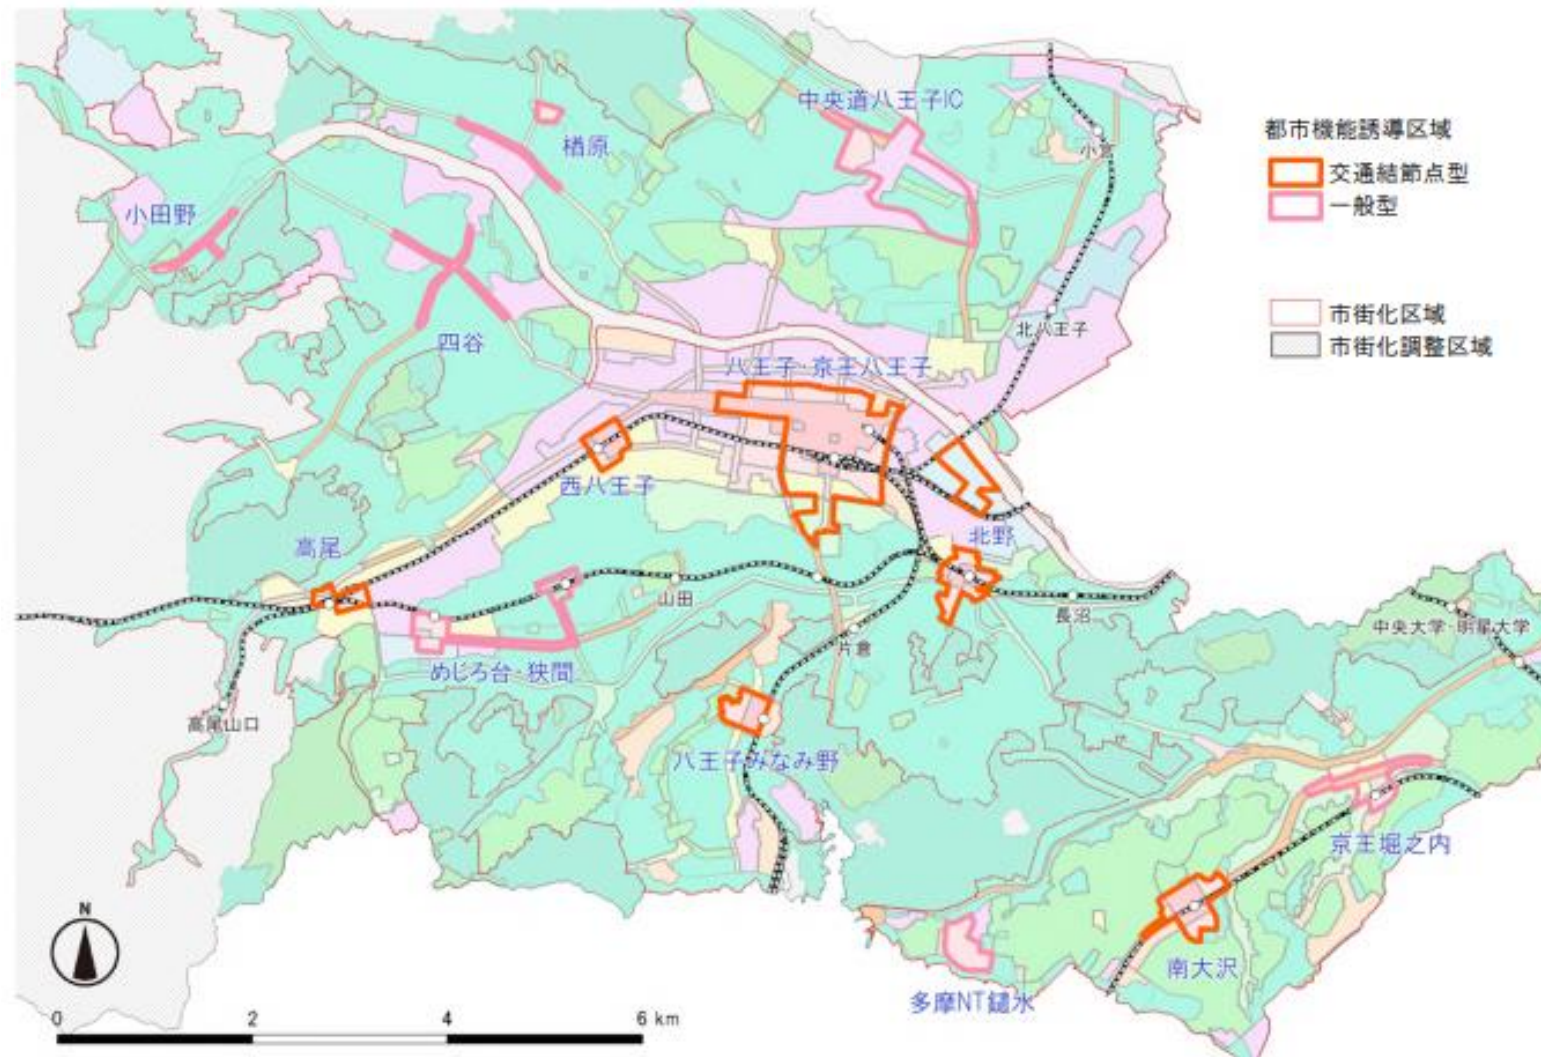 中央道八王子IC
楢原
小宮
小田野
四谷
北八王子
八王子・京王八王子
西八王子
高尾
北野
山田
長沼
片倉
めじろ台・狭間
高尾山口
八王子みなみ野
中央大学・明星大学
京王堀之内
南大沢
多摩NT鑓水
都市機能誘導区域
交通結節点型
一般型
市街化区域
市街化調整区域
N
0 2 4 6 km